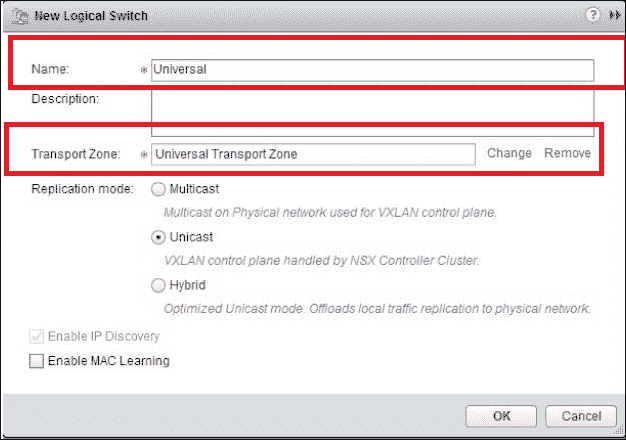 New Logical Switch ?
Name: * Universal
Description:
Transport Zone: * Universal Transport Zone Change Remove
Replication mode: Multicast
Multicast on Physical network used for VXLAN control plane.
Unicast
VXLAN control plane handled by NSX Controller Cluster.
Hybrid
Optimized Unicast mode. Offloads local traffic replication to physical network.
Enable IP Discovery
Enable MAC Learning
OK Cancel